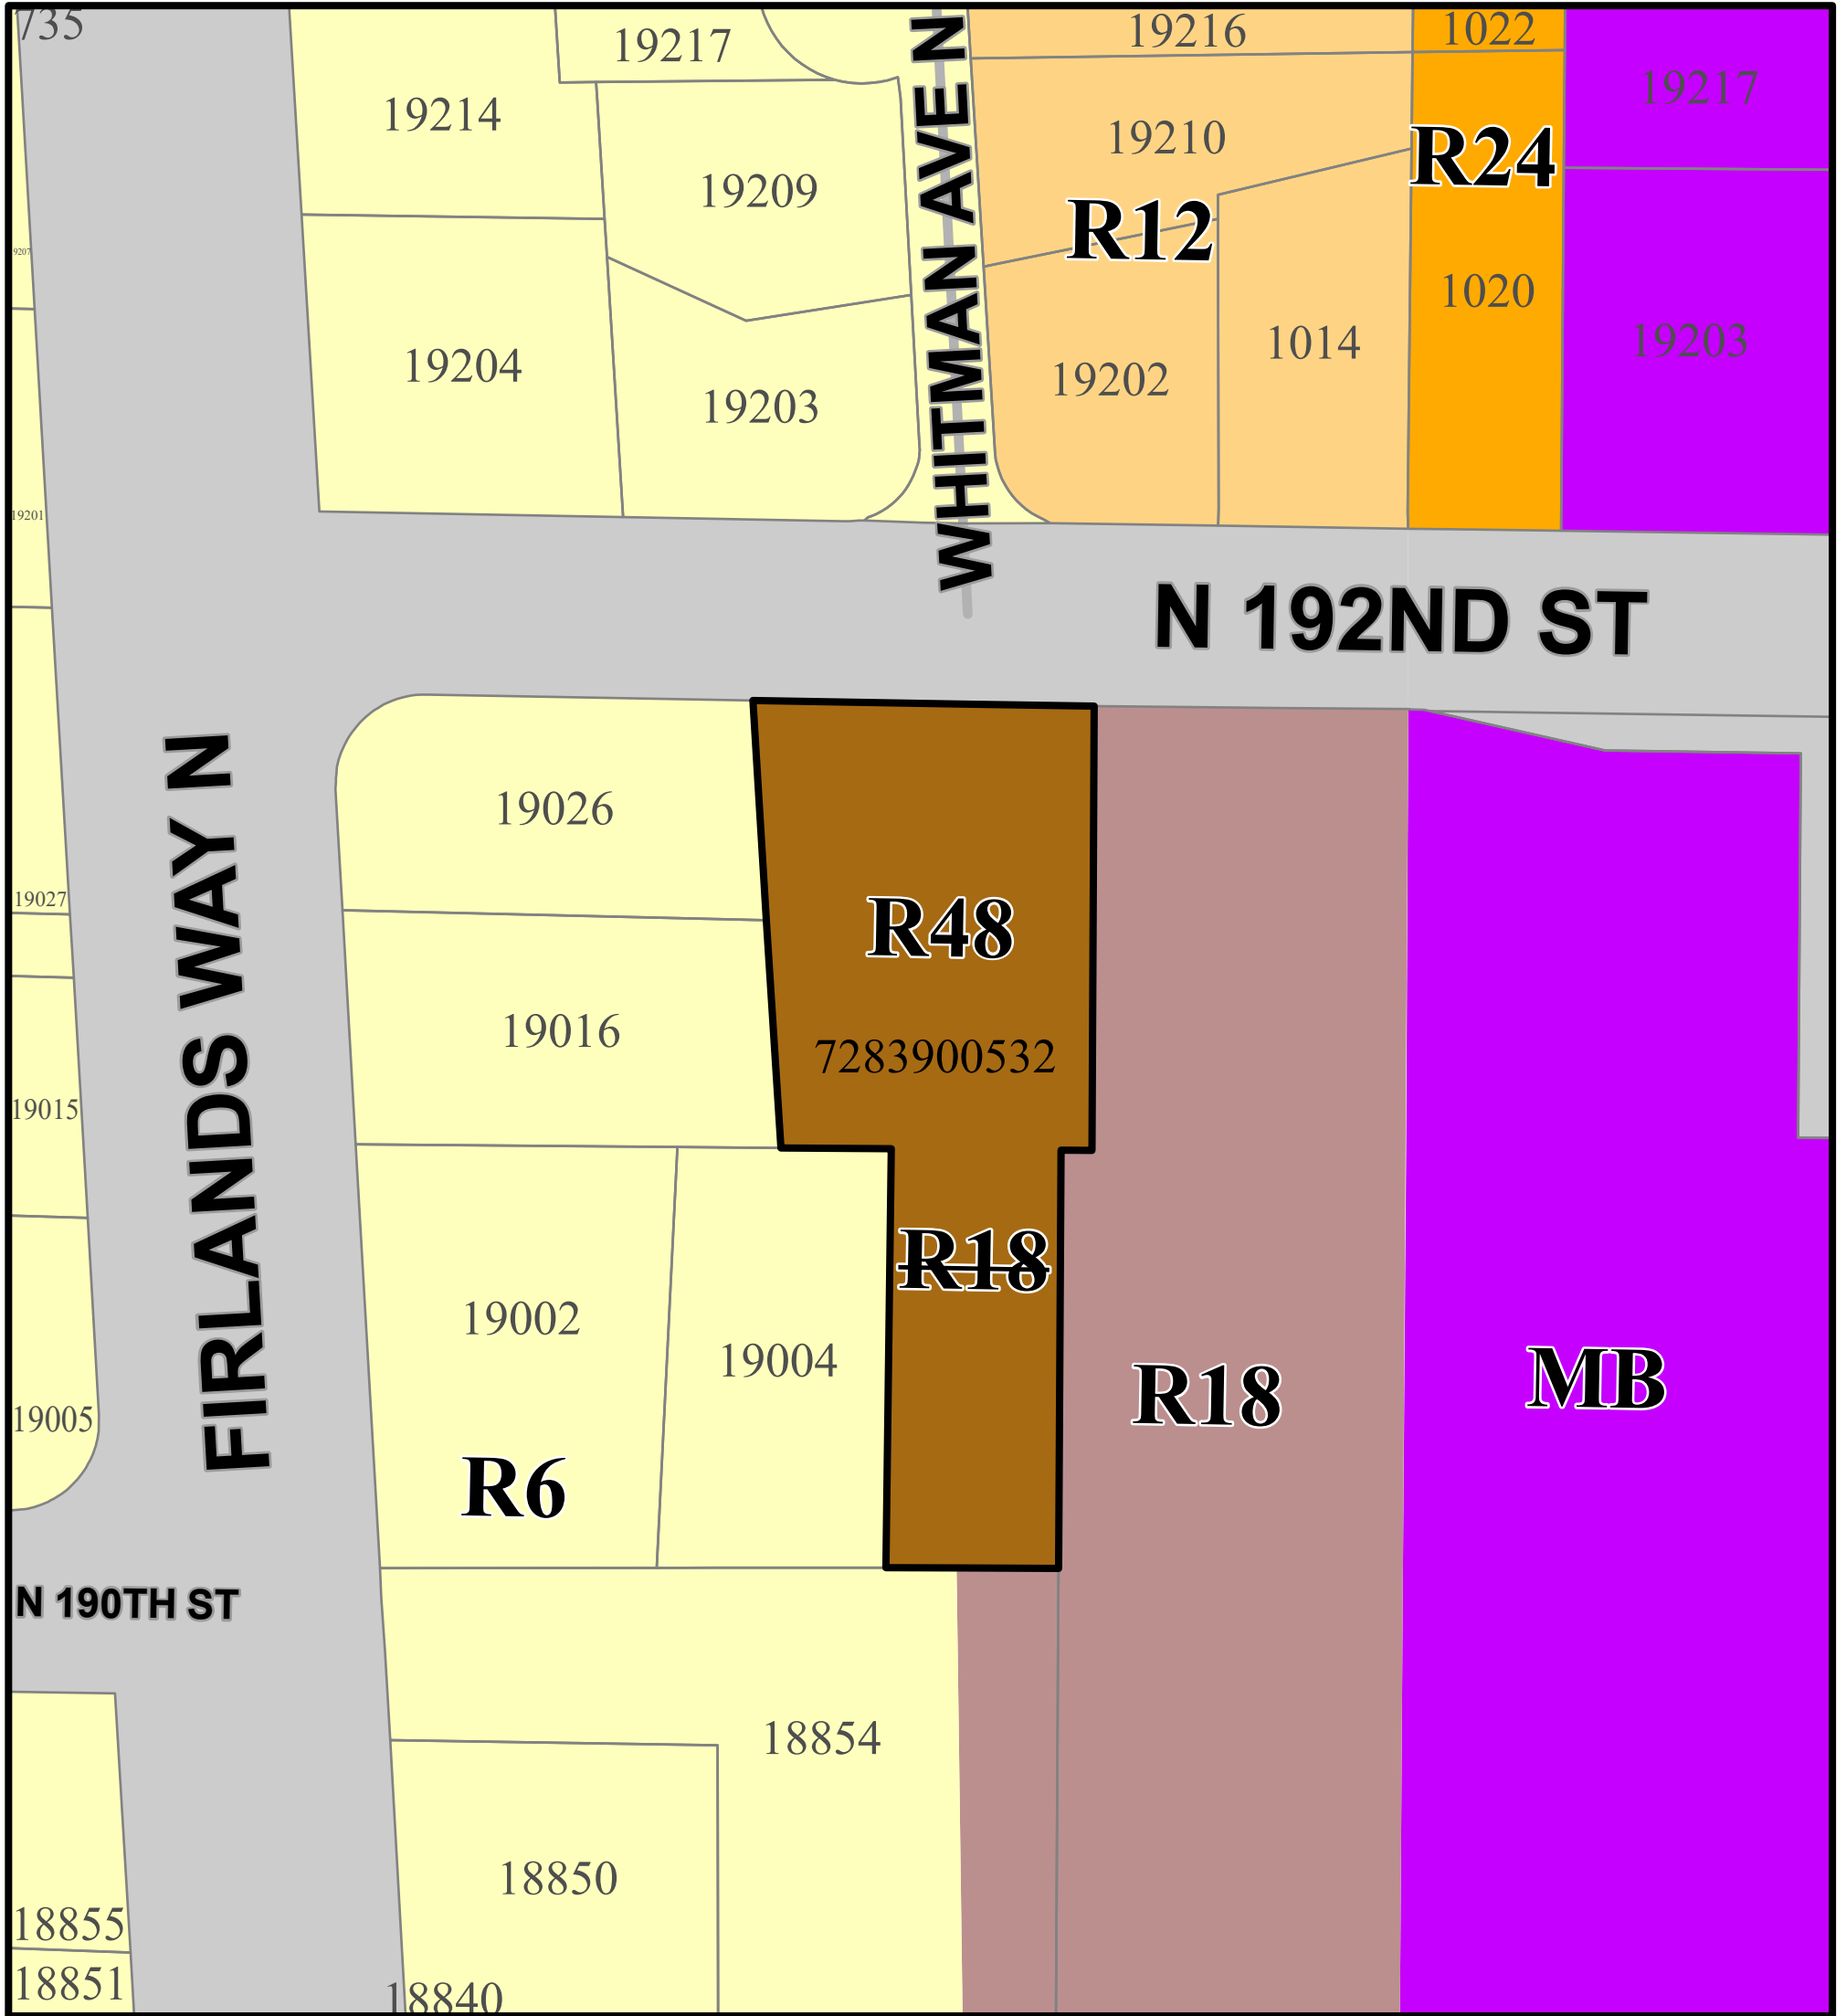 735
19217
19216
1022
19214
19217
19209
19210
R24
R12
WHITMAN AVE N
19207
1020
19204
19203
19202
1014
19203
19201
N 192ND ST
FIRLANDS WAY N
19026
19027
R48
19016
7283900532
19015
R18
19002
19004
R18
MB
19005
R6
N 190TH ST
18854
18850
18855
18851
18840